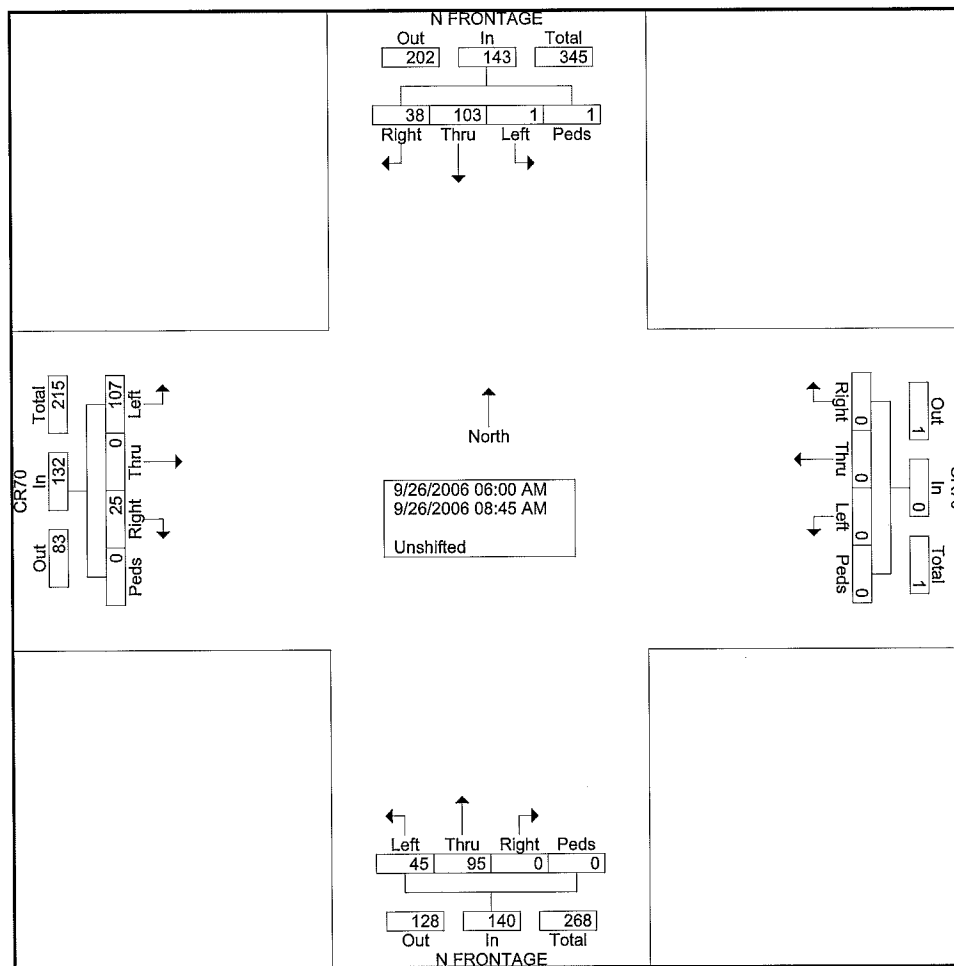 N FRONTAGE
Out In Total
202 143 345
38 103 1 1
Right Thru Left Peds
CR70
Total In Out
215 132 83
107 0 25 0
Left Thru Right Peds
North
9/26/2006 06:00 AM
9/26/2006 08:45 AM
Unshifted
Right Thru Left Peds
0 0 0 0
Out In Total
1 0 1
Left Thru Right Peds
45 95 0 0
128 140 268
Out In Total
N FRONTAGE